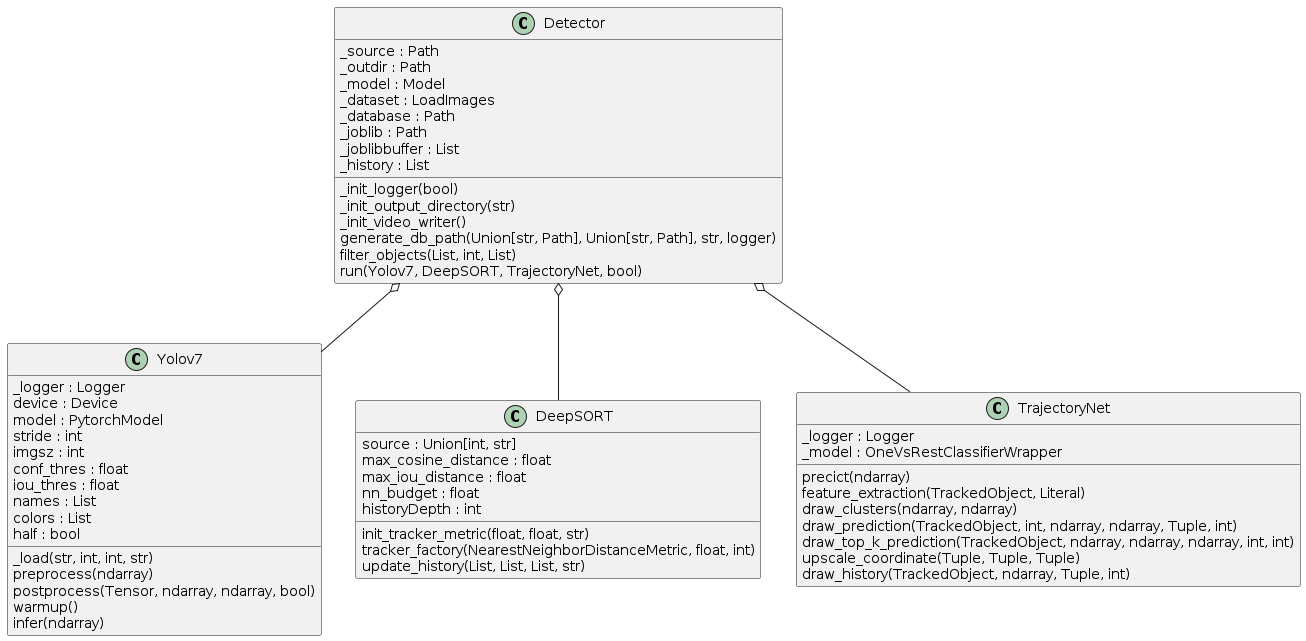 C Detector
_source : Path
_outdir : Path
_model : Model
_dataset : LoadImages
_database : Path
_joblib : Path
_joblibbuffer : List
_history : List
_init_logger(bool)
_init_output_directory(str)
_init_video_writer()
generate_db_path(Union[str, Path], Union[str, Path], str, logger)
filter_objects(List, int, List)
run(Yolov7, DeepSORT, TrajectoryNet, bool)
C Yolov7
_logger : Logger
device : Device
model : PytorchModel
stride : int
imgsz : int
conf_thres : float
iou_thres : float
names : List
colors : List
half : bool
_load(str, int, int, str)
preprocess(ndarray)
postprocess(Tensor, ndarray, ndarray, bool)
warmup()
infer(ndarray)
C DeepSORT
source : Union[int, str]
max_cosine_distance : float
max_iou_distance : float
nn_budget : float
historyDepth : int
init_tracker_metric(float, float, str)
tracker_factory(NearestNeighborDistanceMetric, float, int)
update_history(List, List, List, str)
C TrajectoryNet
_logger : Logger
_model : OneVsRestClassifierWrapper
precict(ndarray)
feature_extraction(TrackedObject, Literal)
draw_clusters(ndarray, ndarray)
draw_prediction(TrackedObject, int, ndarray, ndarray, Tuple, int)
draw_top_k_prediction(TrackedObject, ndarray, ndarray, ndarray, int, int)
upscale_coordinate(Tuple, Tuple, Tuple)
draw_history(TrackedObject, ndarray, Tuple, int)